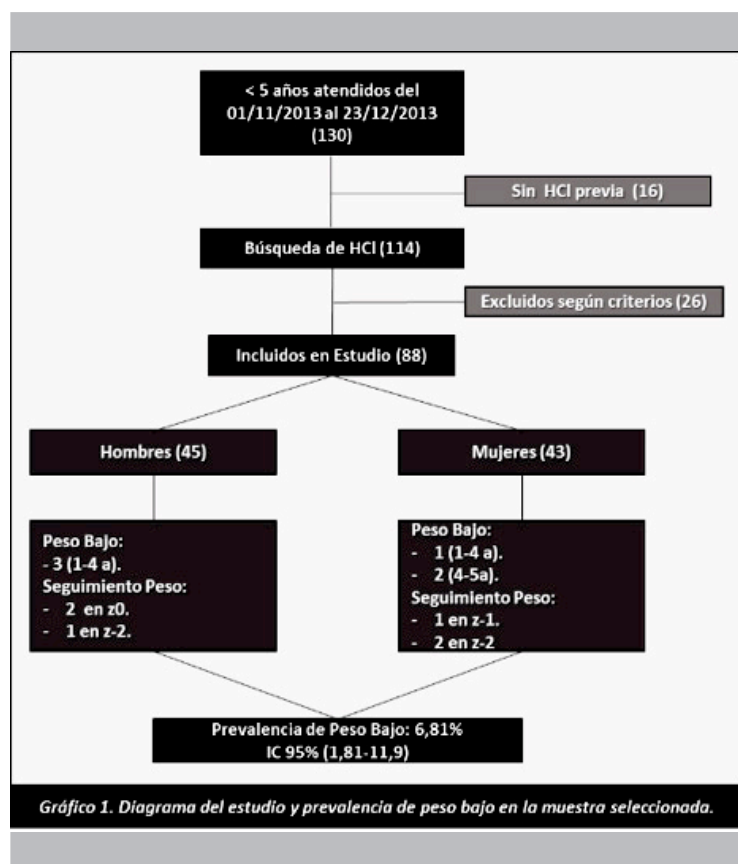 < 5 años atendidos del
01/11/2013 al 23/12/2013
(130)
Sin HCl previa (16)
Búsqueda de HCl (114)
Excluidos según criterios (26)
Incluidos en Estudio (88)
Hombres (45)
Mujeres (43)
Peso Bajo:
- 3 (1-4 a).
Seguimiento Peso:
- 2 en z0.
- 1 en z-2.
Peso Bajo:
- 1 (1-4 a).
- 2 (4-5a).
Seguimiento Peso:
- 1 en z-1.
- 2 en z-2
Prevalencia de Peso Bajo: 6,81%
IC 95% (1,81-11,9)
Gráfico 1. Diagrama del estudio y prevalencia de peso bajo en la muestra seleccionada.